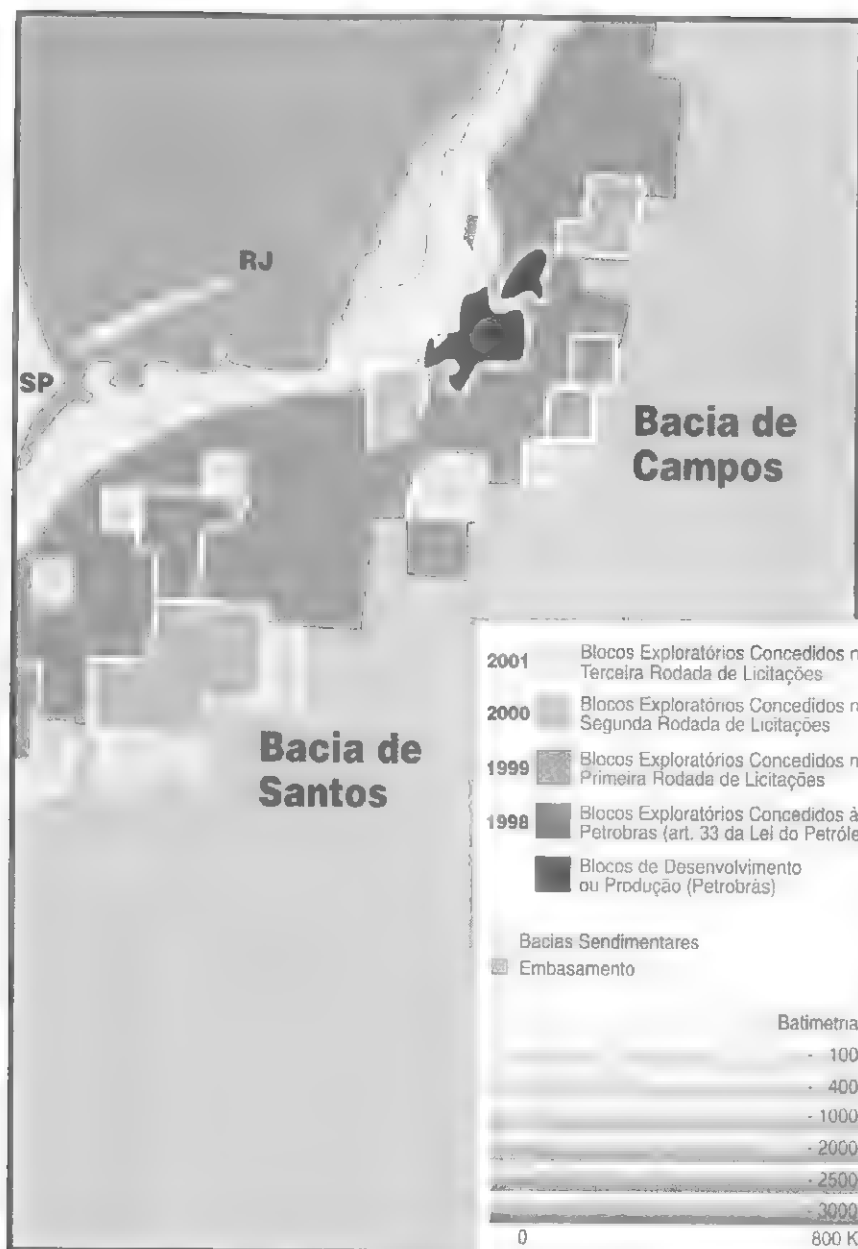 RJ
SP
Bacia de
Campos
Bacia de
Santos
2001 Blocos Exploratórios Concedidos n
Terceira Rodada de Licitações
2000 Blocos Exploratórios Concedidos n
Segunda Rodada de Licitações
1999 Blocos Exploratórios Concedidos n
Primeira Rodada de Licitações
1998 Blocos Exploratórios Concedidos à
Petrobras (art. 33 da Lei do Petróle
Blocos de Desenvolvimento
ou Produção (Petrobrás)
Bacias Sendimentares
Embasamento
Batimetria
- 100
- 400
- 1000
- 2000
- 2500
- 3000
0 800 K